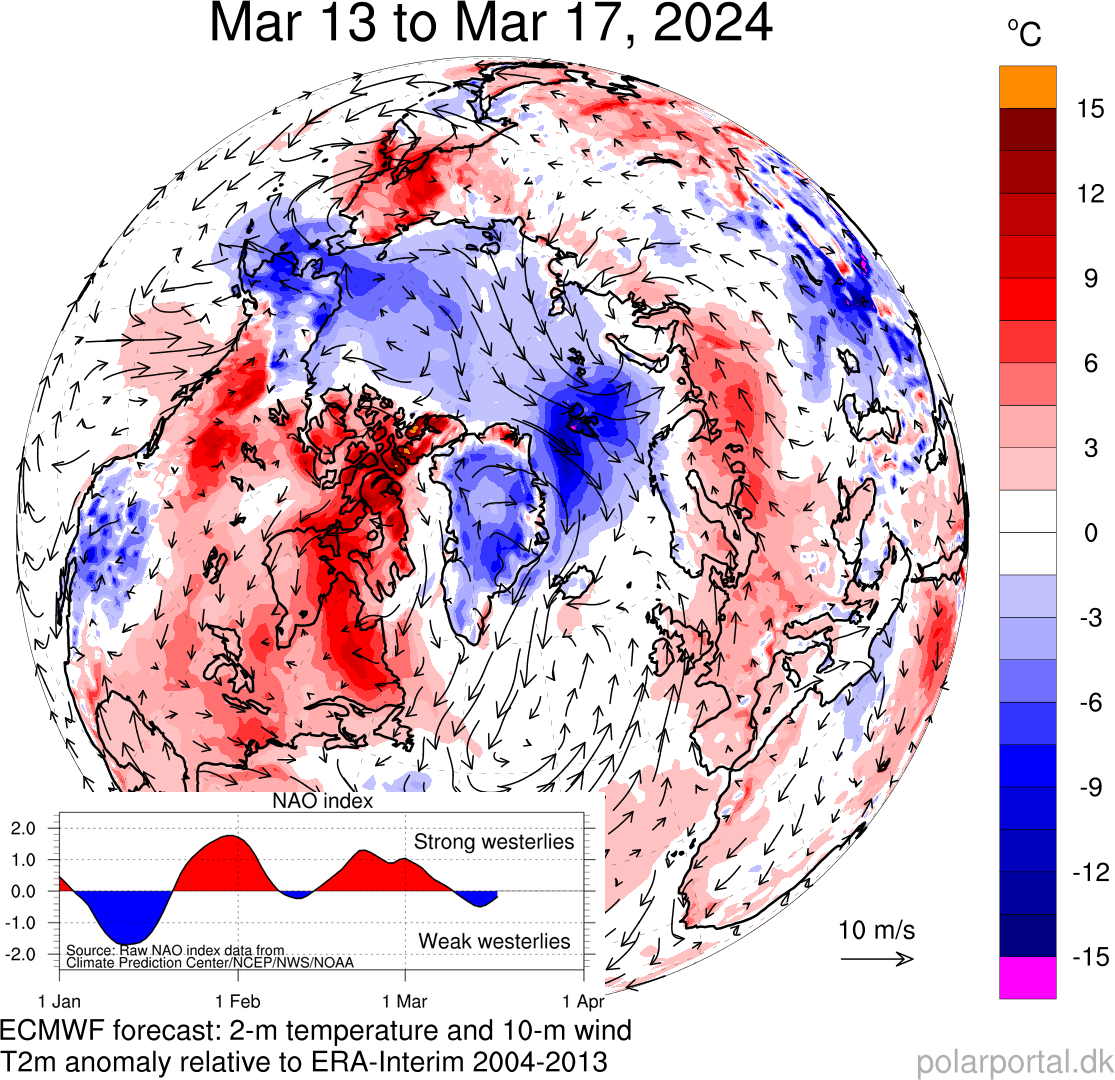 Mar 13 to Mar 17, 2024
oC
15
12
9
6
3
0
-3
-6
-9
-12
-15
10 m/s
NAO index
2.0
1.0
0.0
-1.0
-2.0
Strong westerlies
Weak westerlies
Source: Raw NAO index data from
Climate Prediction Center/NCEP/NWS/NOAA
1 Jan
1 Feb
1 Mar
1 Apr
ECMWF forecast: 2-m temperature and 10-m wind
T2m anomaly relative to ERA-Interim 2004-2013
polarportal.dk